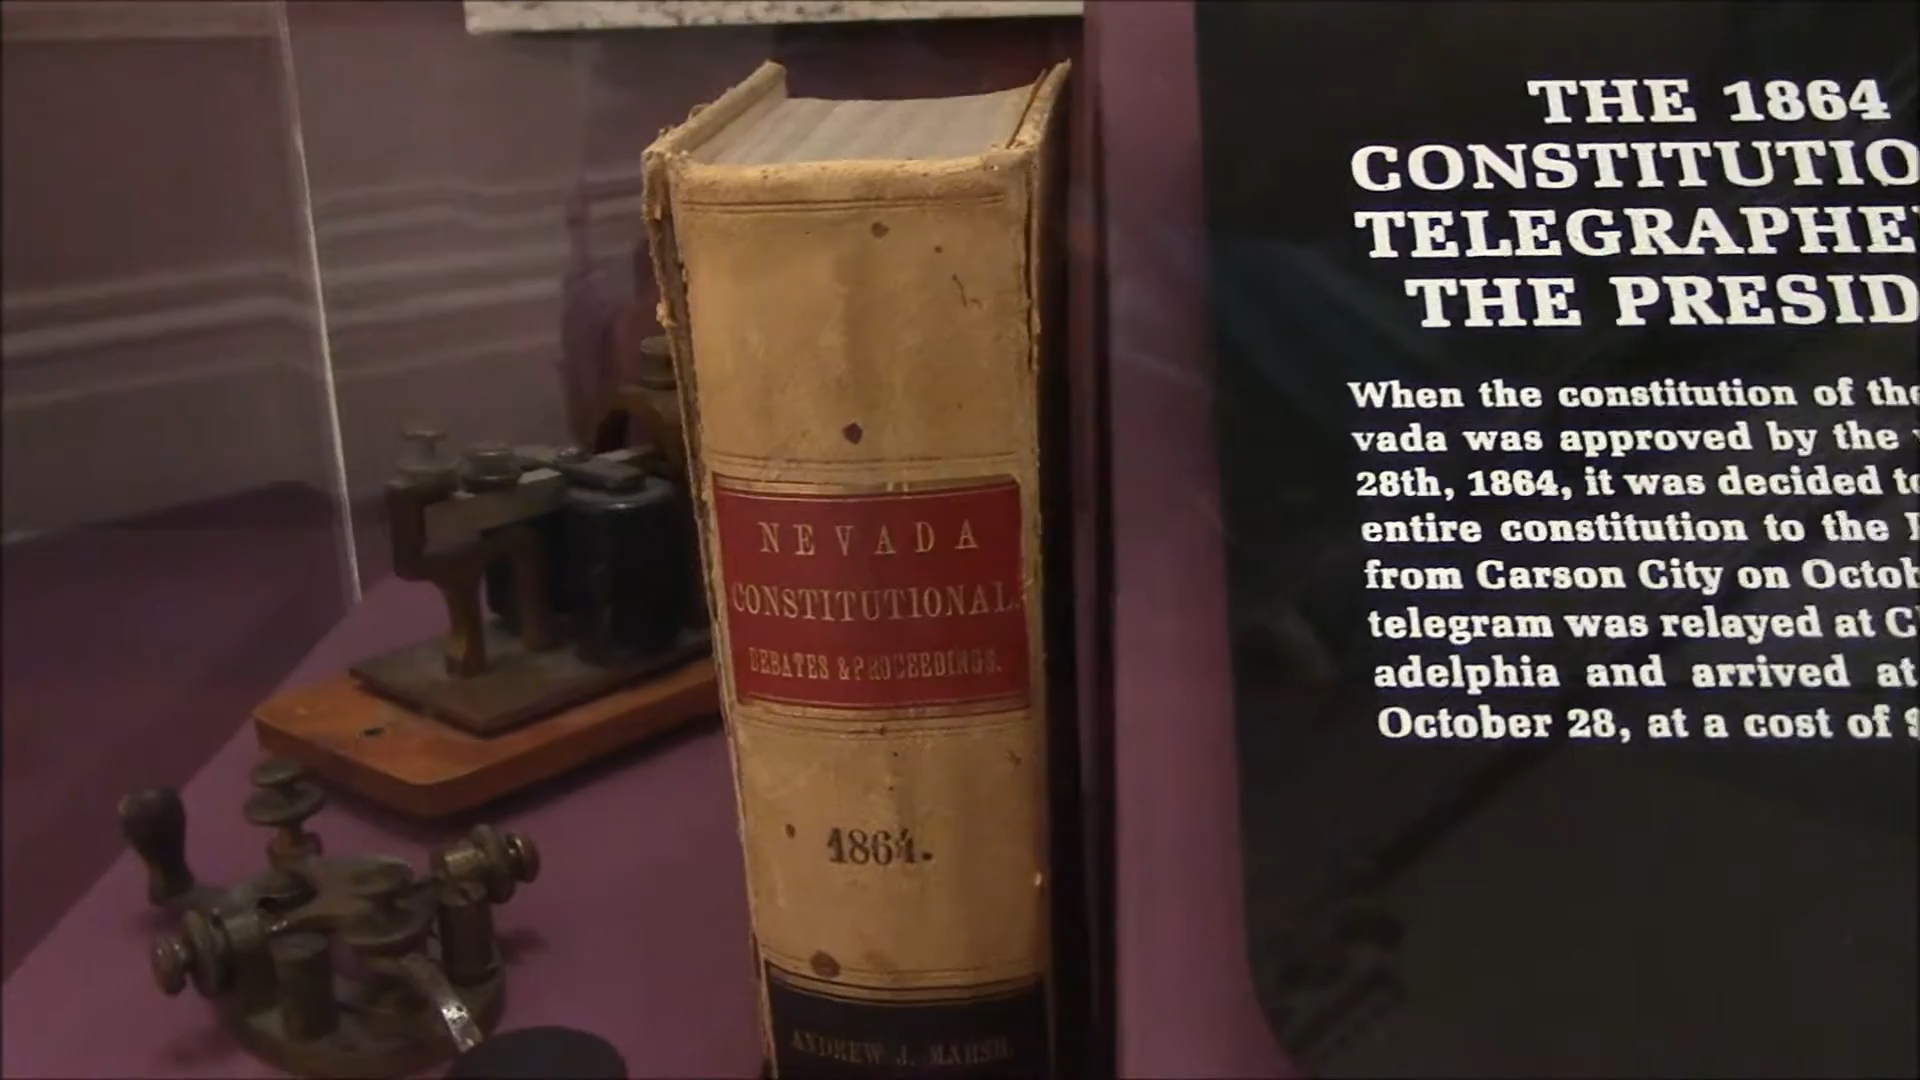 NEVADA
CONSTITUTIONAL
DEBATES & PROCEEDINGS.
1864.
ANDREW J. MARSH
THE 1864
CONSTITUTIO
TELEGRAPHE
THE PRESID
When the constitution of the
vada was approved by the
28th, 1864, it was decided to
entire constitution to the
from Carson City on Octob
telegram was relayed at C
adelphia and arrived at
October 28, at a cost of $